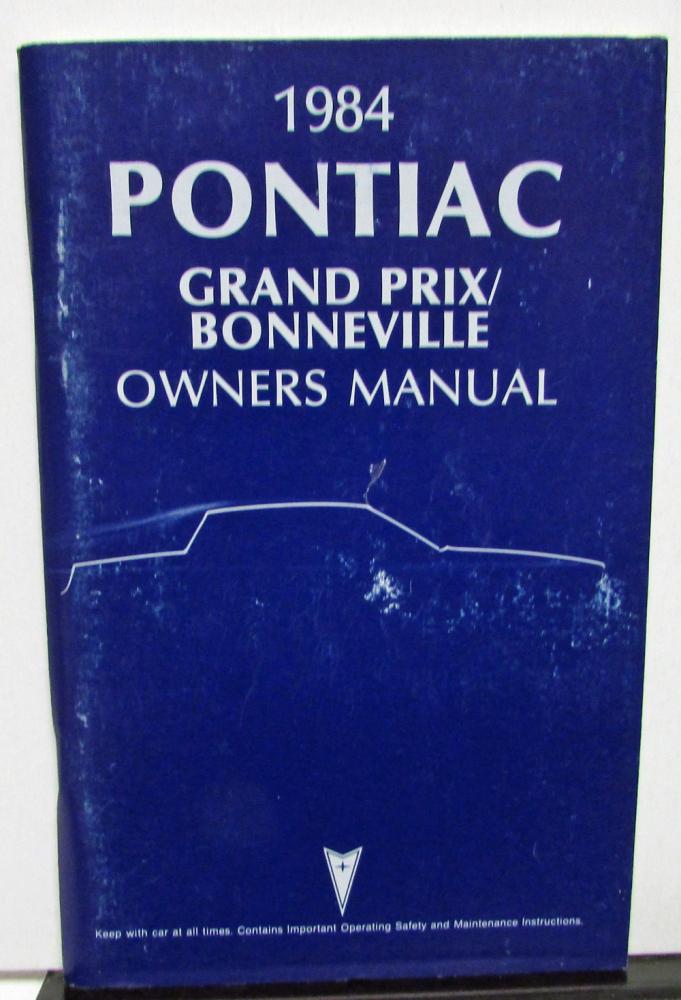 1984
PONTIAC
GRAND PRIX/
BONNEVILLE
OWNERS MANUAL
Keep with car at all times. Contains Important Operating Safety and Maintenance Instructions.